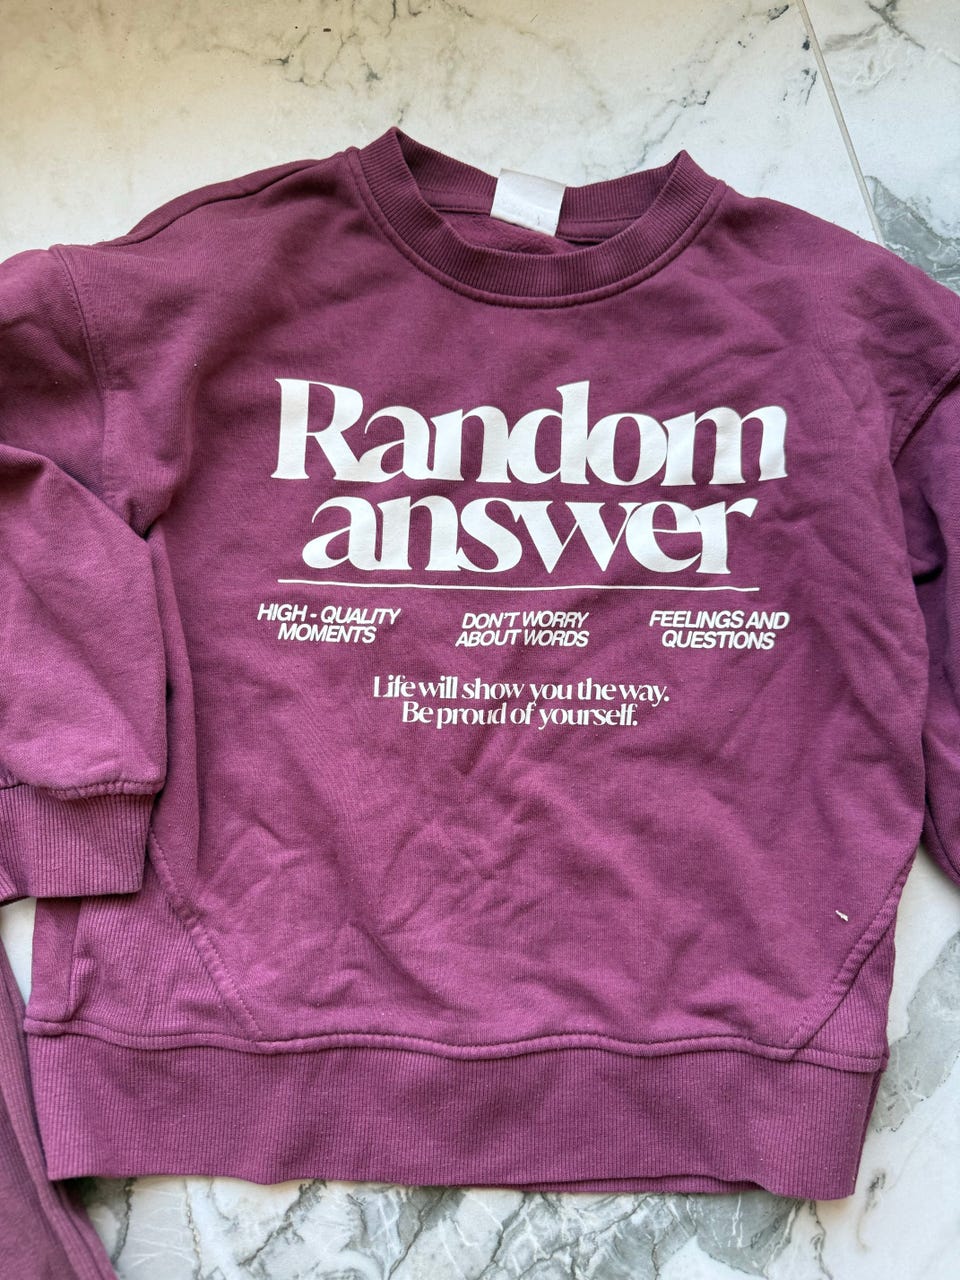 Random
answer
HIGH - QUALITY
MOMENTS
DON'T WORRY
ABOUT WORDS
FEELINGS AND
QUESTIONS
Life will show you the way.
Be proud of yourself.